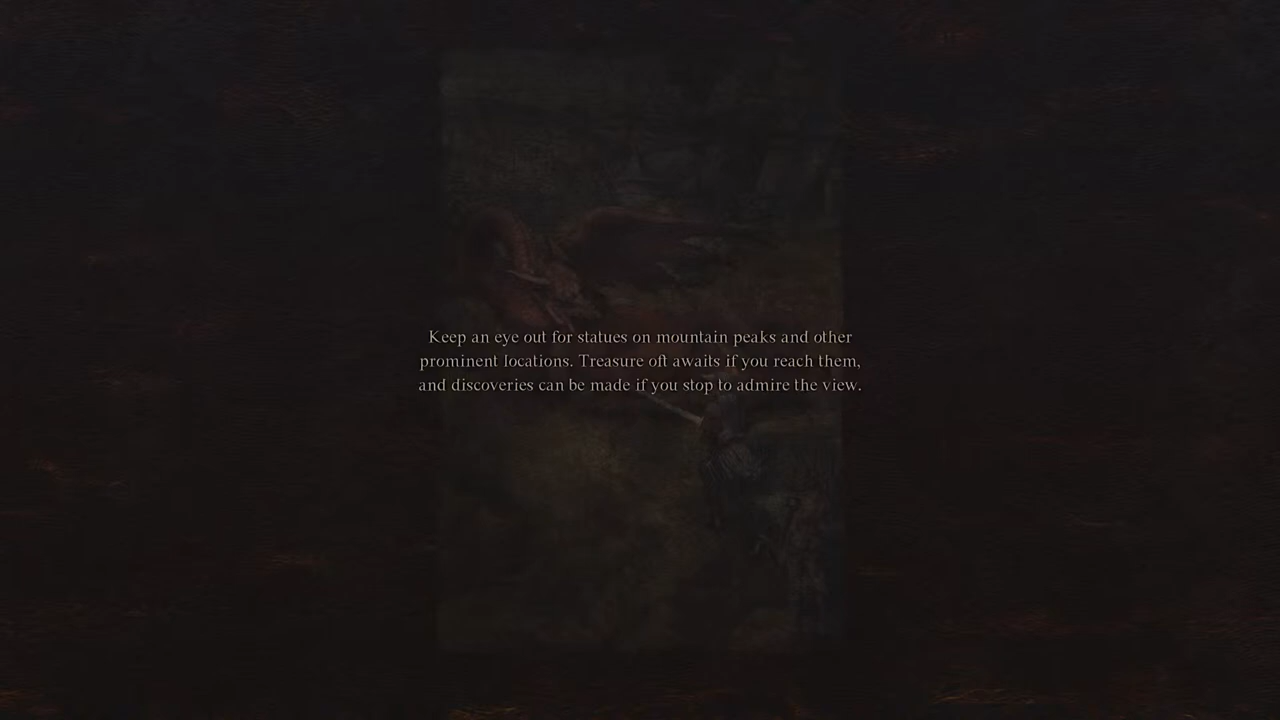 Keep an eye out for statues on mountain peaks and other
prominent locations. Treasure oft awaits if you reach them,
and discoveries can be made if you stop to admire the view.